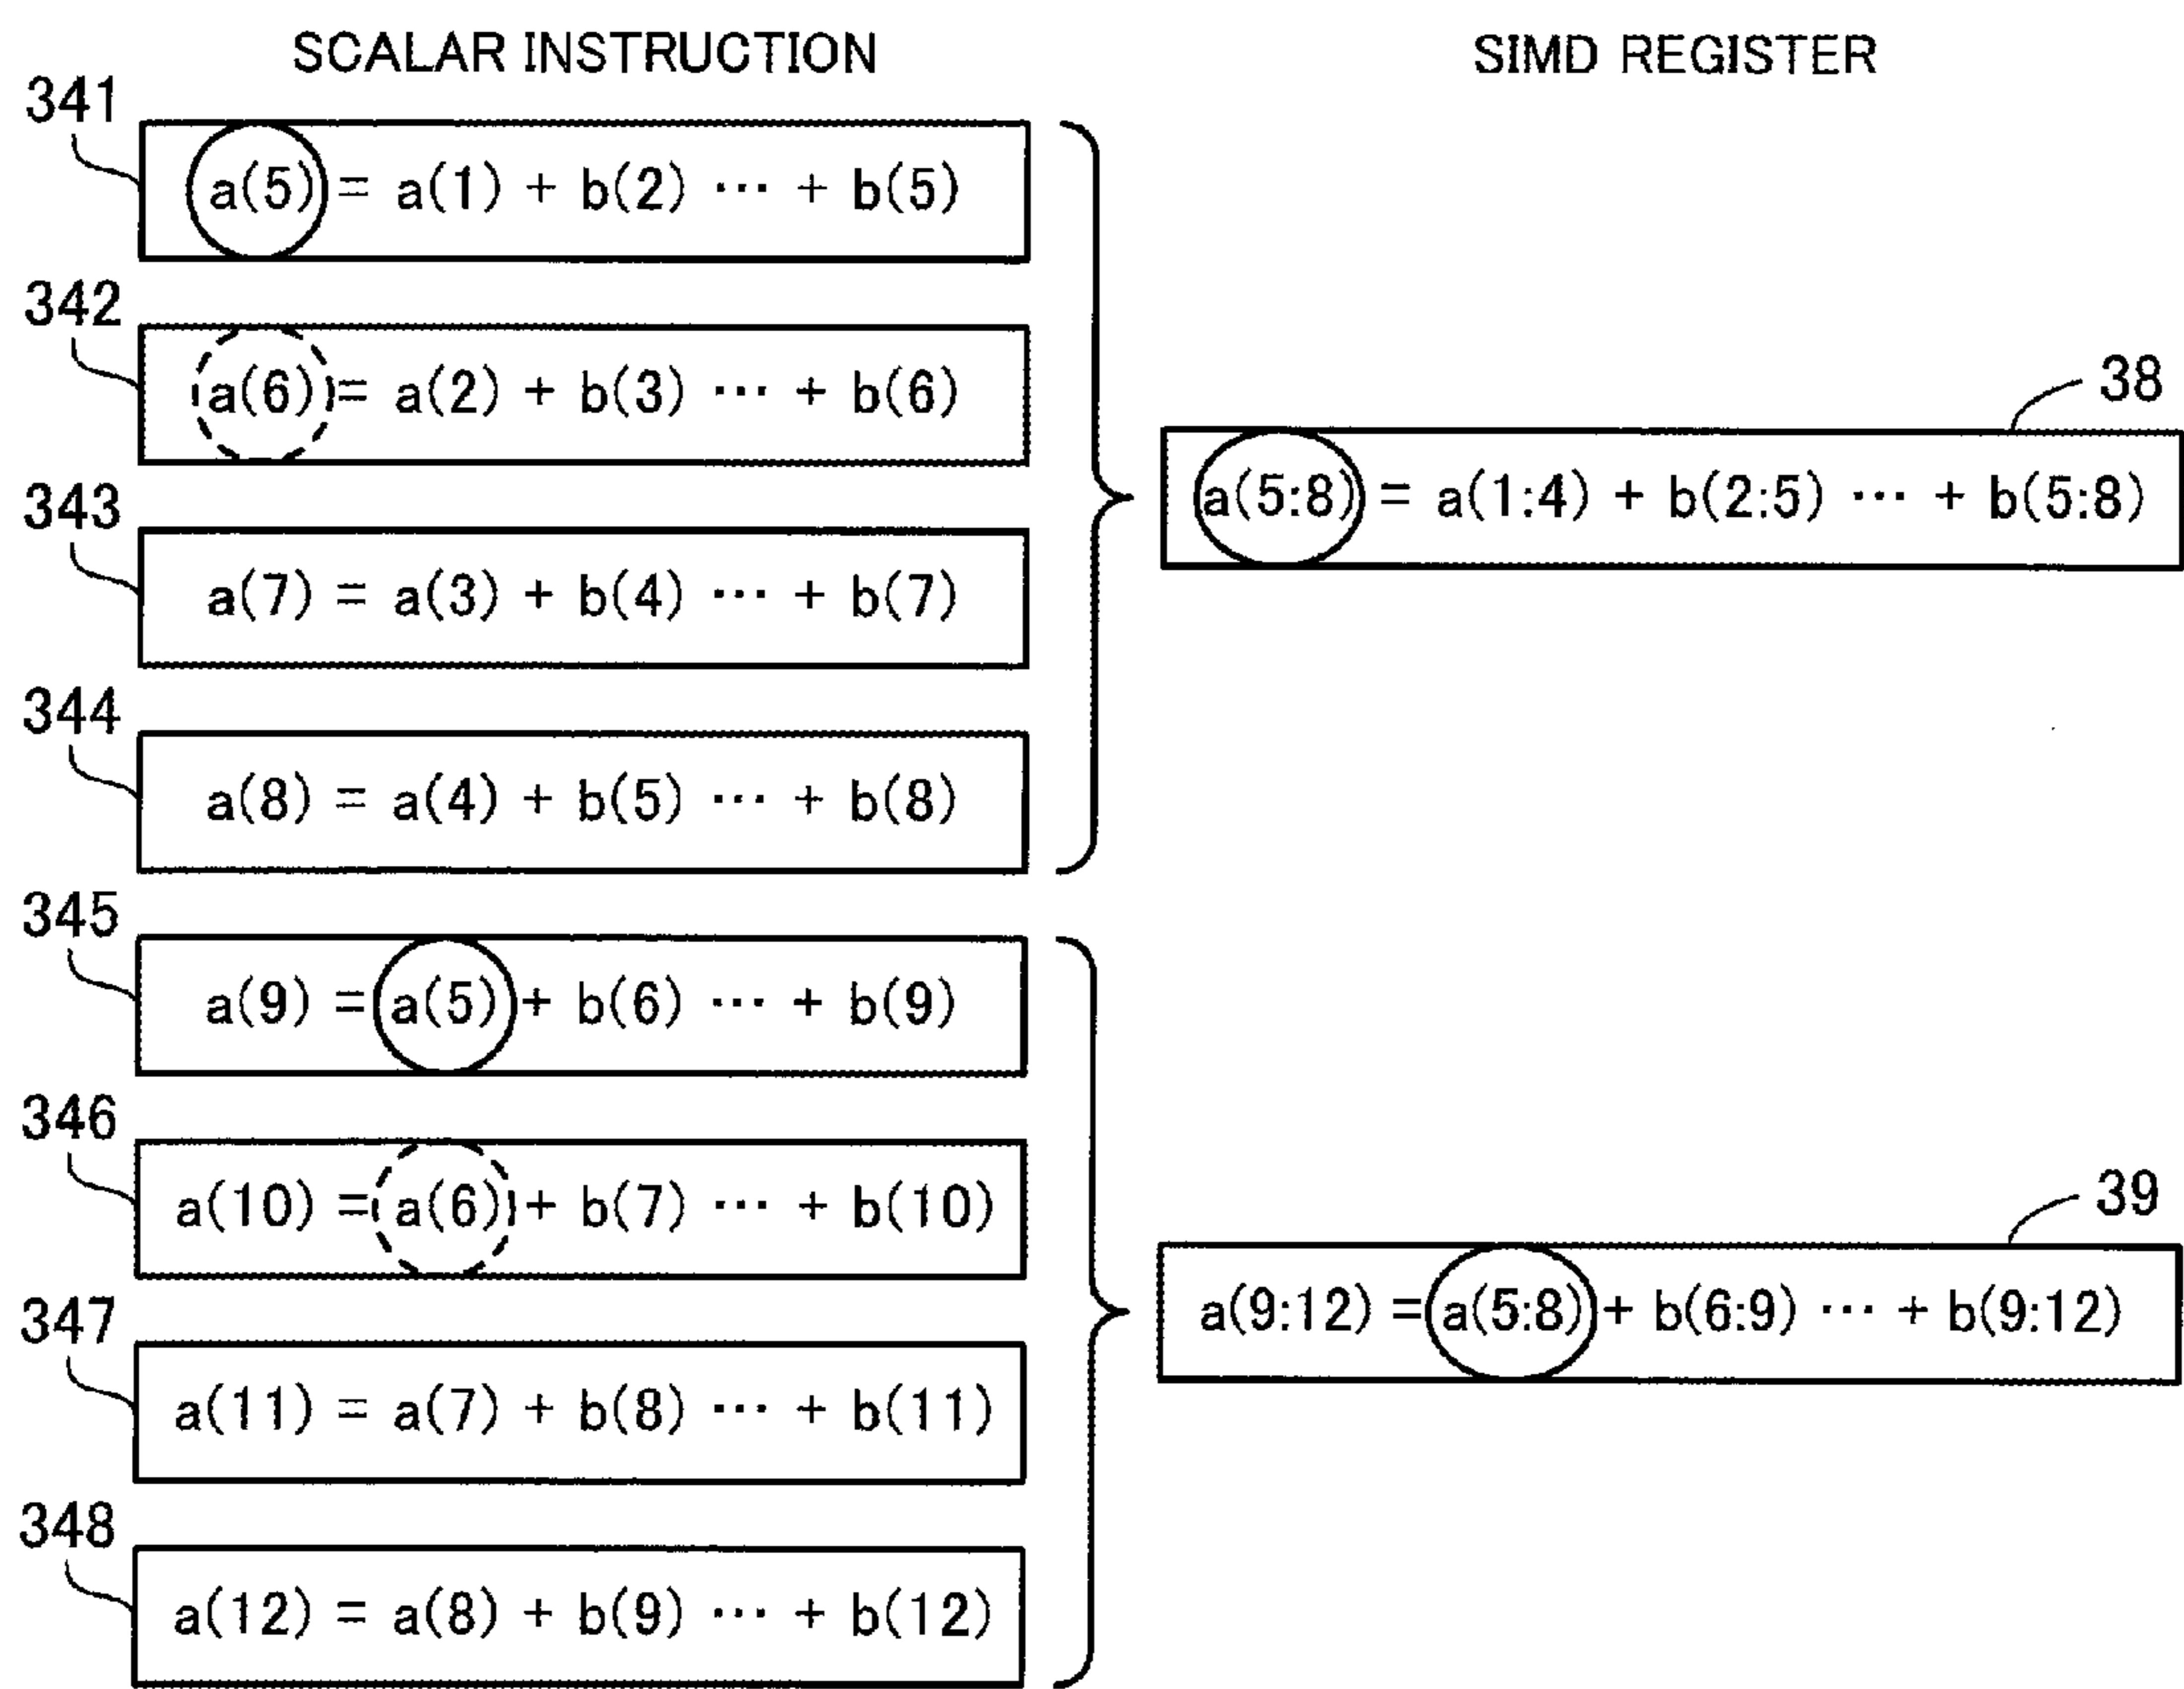 SCALAR INSTRUCTION
SIMD REGISTER
341
a(5) = a(1) + b(2) ··· + b(5)
342
a(6) = a(2) + b(3) ··· + b(6)
343
a(7) = a(3) + b(4) ··· + b(7)
344
a(8) = a(4) + b(5) ··· + b(8)
38
a(5:8) = a(1:4) + b(2:5) ··· + b(5:8)
345
a(9) = a(5) + b(6) ··· + b(9)
346
a(10) = a(6) + b(7) ··· + b(10)
347
a(11) = a(7) + b(8) ··· + b(11)
348
a(12) = a(8) + b(9) ··· + b(12)
39
a(9:12) = a(5:8) + b(6:9) ··· + b(9:12)